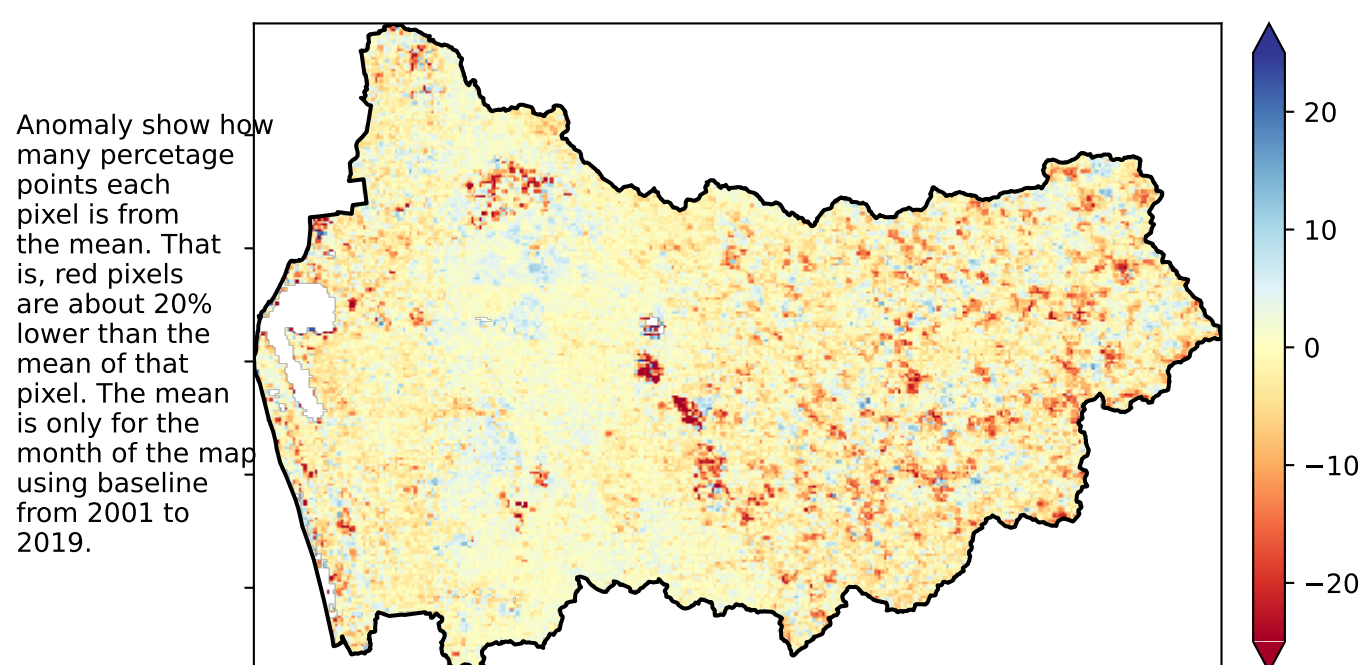 Anomaly show how
many percetage
points each
pixel is from
the mean. That
is, red pixels
are about 20%
lower than the
mean of that
pixel. The mean
is only for the
month of the map
using baseline
from 2001 to
2019.
20
10
0
−10
−20